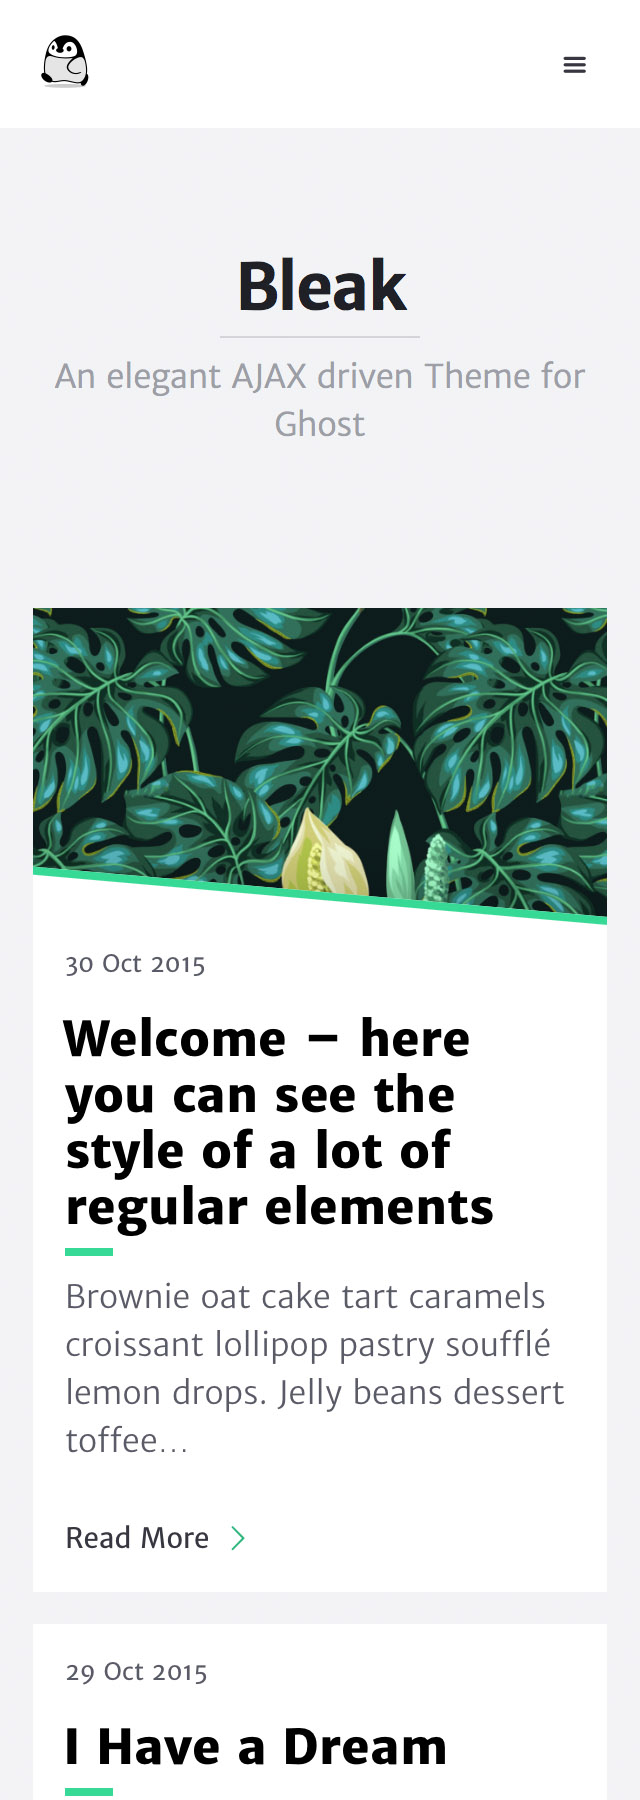 Bleak
An elegant AJAX driven Theme for
Ghost
30 Oct 2015
Welcome – here
you can see the
style of a lot of
regular elements
Brownie oat cake tart caramels
croissant lollipop pastry soufflé
lemon drops. Jelly beans dessert
toffee...
Read More
29 Oct 2015
I Have a Dream